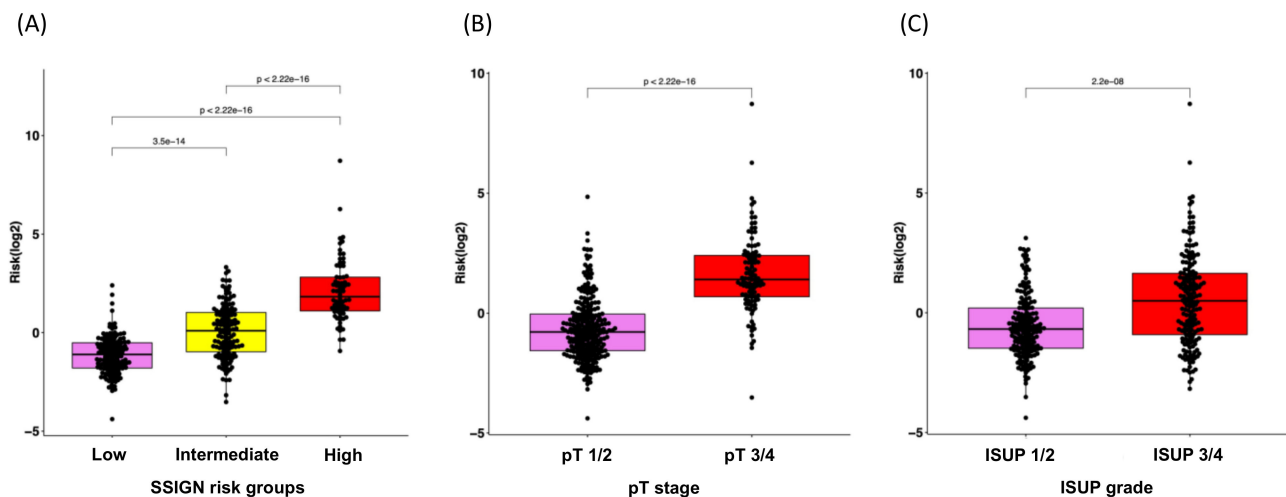 (A)
p < 2.22e−16
p < 2.22e−16
3.5e−14
10
5
0
−5
Risk(log2)
Low Intermediate High
SSIGN risk groups
(B)
10
p < 2.22e−16
5
0
−5
Risk(log2)
pT 1/2 pT 3/4
pT stage
(C)
10
2.2e−08
5
0
−5
Risk(log2)
ISUP 1/2 ISUP 3/4
ISUP grade